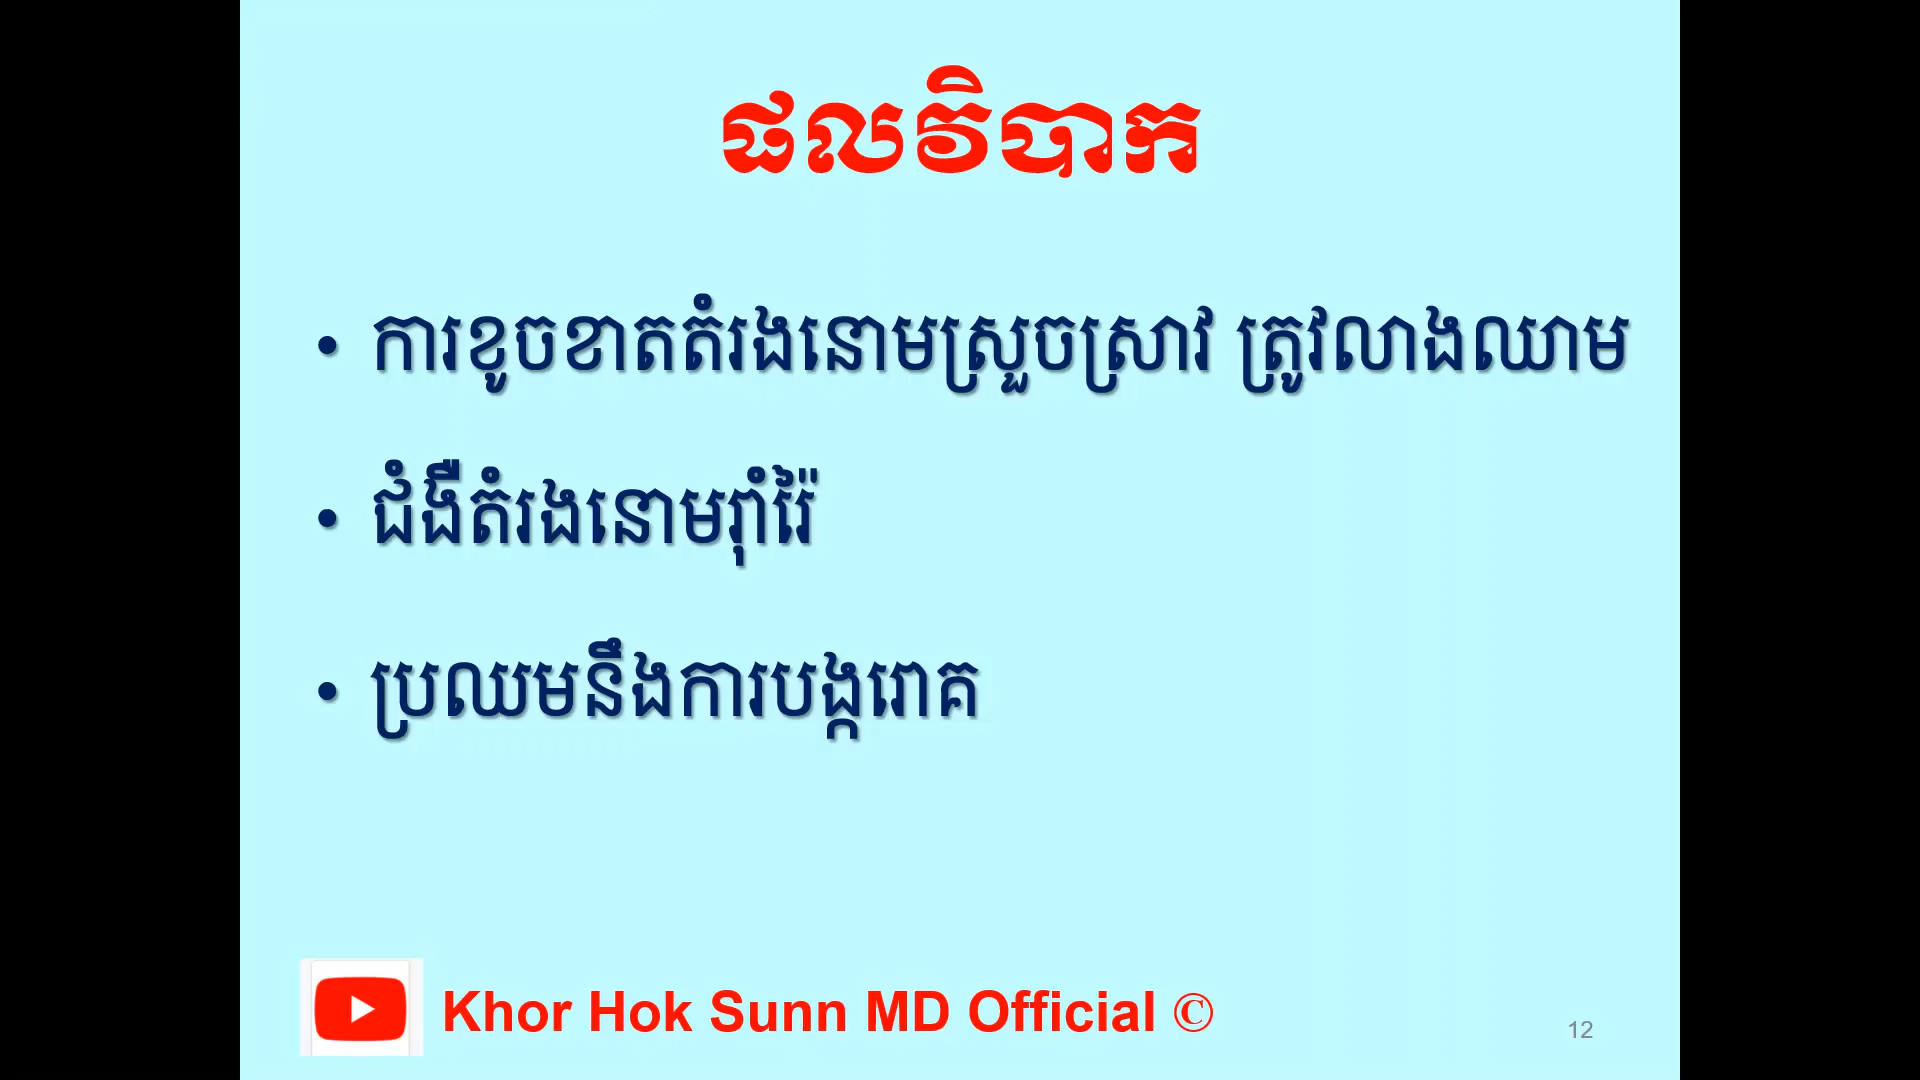 ផលវិបាក
• ការខូចខាតតំរងនោមស្រួចស្រាវ ត្រូវលាងឈាម
• ជំងឺតំរងនោមរ៉ាំរ៉ៃ
• ប្រឈមនឹងការបង្ករោគ
Khor Hok Sunn MD Official ©
12